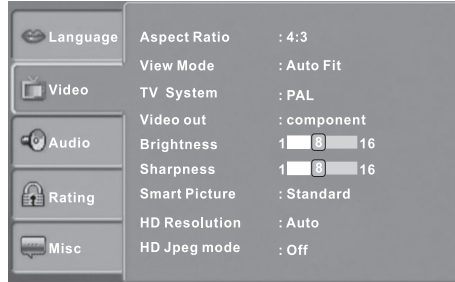 Language
Video
Audio
Rating
Misc
Aspect Ratio : 4:3
View Mode : Auto Fit
TV System : PAL
Video out : component
Brightness 1 8 16
Sharpness 1 8 16
Smart Picture : Standard
HD Resolution : Auto
HD Jpeg mode : Off